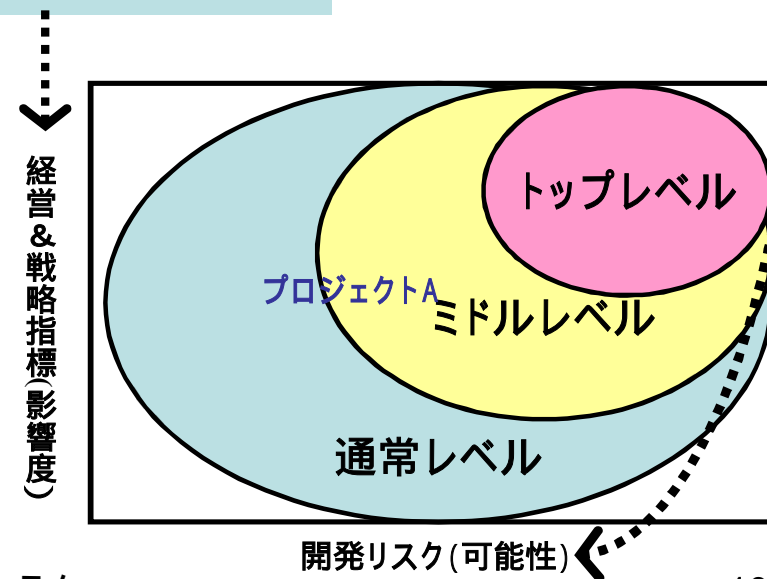 経営&戦略指標(影響度)
トップレベル
プロジェクトA
ミドルレベル
通常レベル
開発リスク(可能性)